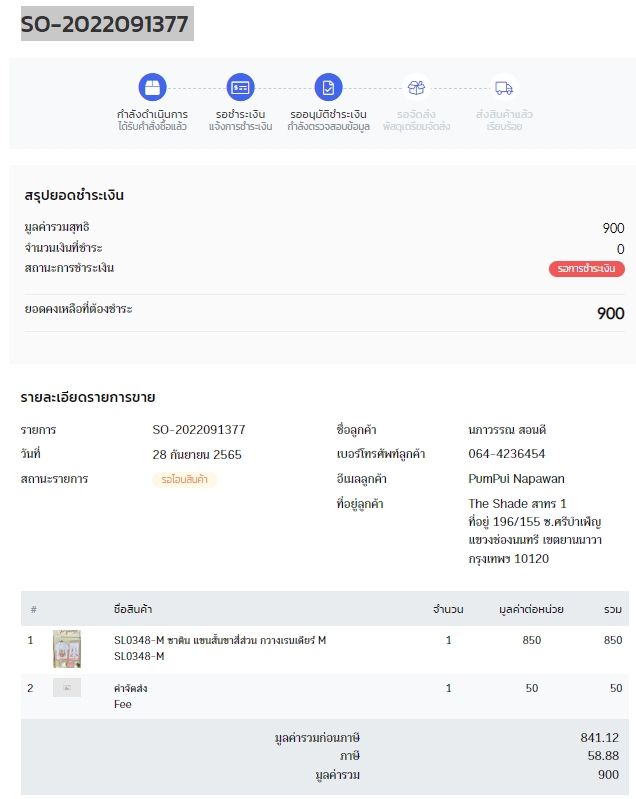 SO-2022091377
กำลังดำเนินการ
ได้รับคำสั่งซื้อแล้ว
รอชำระเงิน
แจ้งการชำระเงิน
รออนุมัติชำระเงิน
กำลังตรวจสอบข้อมูล
รอจัดส่ง
พัสดุเตรียมจัดส่ง
ส่งสินค้าแล้ว
เรียบร้อย
สรุปยอดชำระเงิน
มูลค่ารวมสุทธิ 900
จำนวนเงินที่ชำระ 0
สถานะการชำระเงิน รอการชำระเงิน
ยอดคงเหลือที่ต้องชำระ 900
รายละเอียดรายการขาย
รายการ SO-2022091377
วันที่ 28 กันยายน 2565
สถานะรายการ รอโอนสินค้า
ชื่อลูกค้า นภาวรรณ สอนดี
เบอร์โทรศัพท์ลูกค้า 064-4236454
อีเมลลูกค้า PumPui Napawan
ที่อยู่ลูกค้า The Shade สาทร 1
ที่อยู่ 196/155 ซ.ศรีบำเพ็ญ
แขวงช่องนนทรี เขตยานนาวา
กรุงเทพฯ 10120
# ชื่อสินค้า จำนวน มูลค่าต่อหน่วย รวม
1 SL0348-M ซาติน แขนสั้นขาสี่ส่วน กวางเรนเดียร์ M 1 850 850
SL0348-M
2 ค่าจัดส่ง 1 50 50
Fee
มูลค่ารวมก่อนภาษี 841.12
ภาษี 58.88
มูลค่ารวม 900